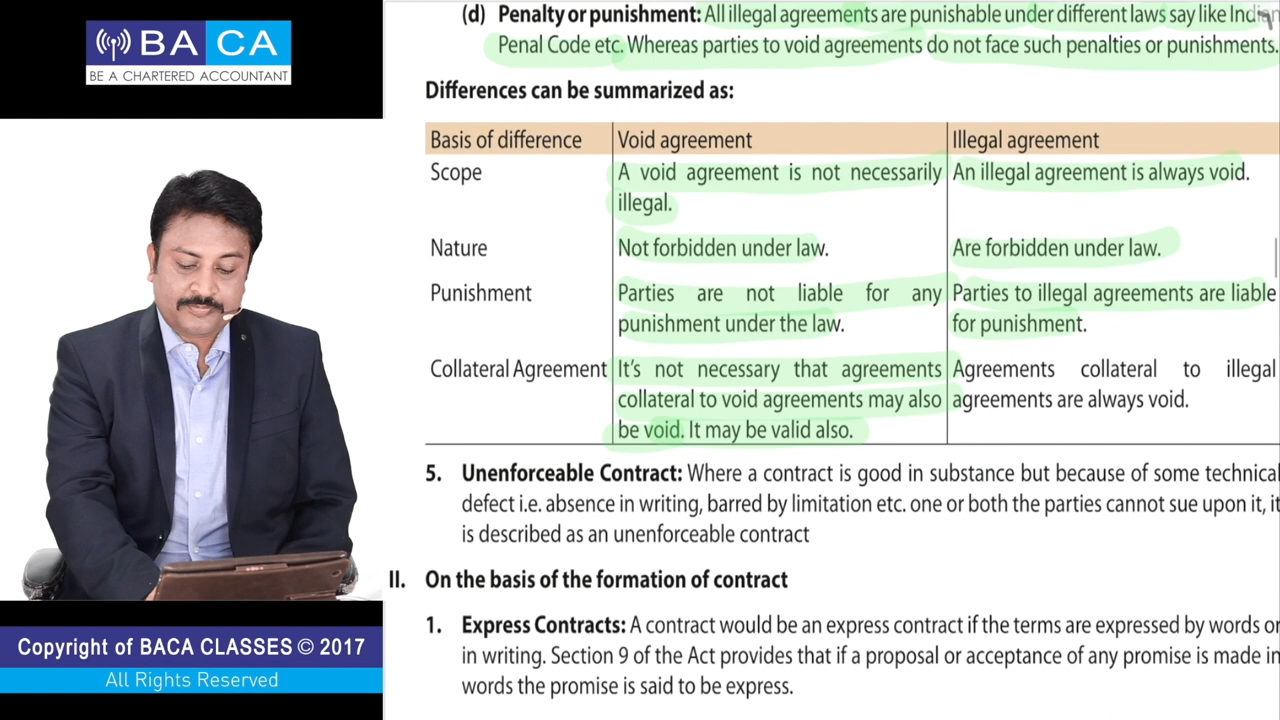 BA CA
BE A CHARTERED ACCOUNTANT
(d) Penalty or punishment: All illegal agreements are punishable under different laws say like Indian
Penal Code etc. Whereas parties to void agreements do not face such penalties or punishments.
Differences can be summarized as:
Basis of difference Void agreement Illegal agreement
Scope A void agreement is not necessarily An illegal agreement is always void.
illegal.
Nature Not forbidden under law. Are forbidden under law.
Punishment Parties are not liable for any Parties to illegal agreements are liable
punishment under the law. for punishment.
Collateral Agreement It's not necessary that agreements Agreements collateral to illegal
collateral to void agreements may also agreements are always void.
be void. It may be valid also.
5. Unenforceable Contract: Where a contract is good in substance but because of some technical
defect i.e. absence in writing, barred by limitation etc. one or both the parties cannot sue upon it, it
is described as an unenforceable contract
II. On the basis of the formation of contract
1. Express Contracts: A contract would be an express contract if the terms are expressed by words or
in writing. Section 9 of the Act provides that if a proposal or acceptance of any promise is made in
words the promise is said to be express.
Copyright of BACA CLASSES © 2017
All Rights Reserved